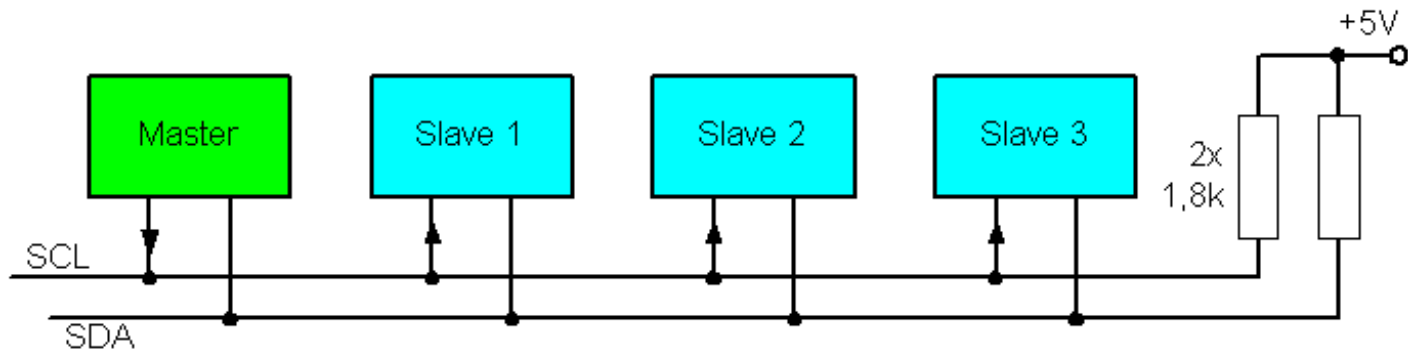 +5V
Master
Slave 1
Slave 2
Slave 3
2x
1,8k
SCL
SDA